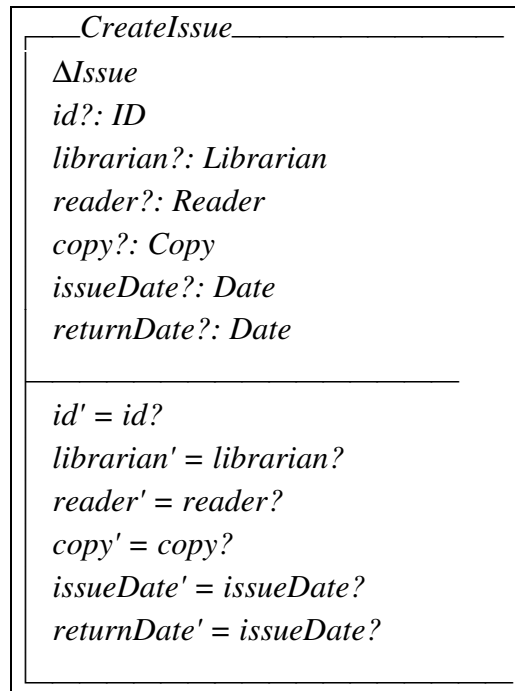 CreateIssue
ΔIssue
id?: ID
librarian?: Librarian
reader?: Reader
copy?: Copy
issueDate?: Date
returnDate?: Date
id' = id?
librarian' = librarian?
reader' = reader?
copy' = copy?
issueDate' = issueDate?
returnDate' = issueDate?